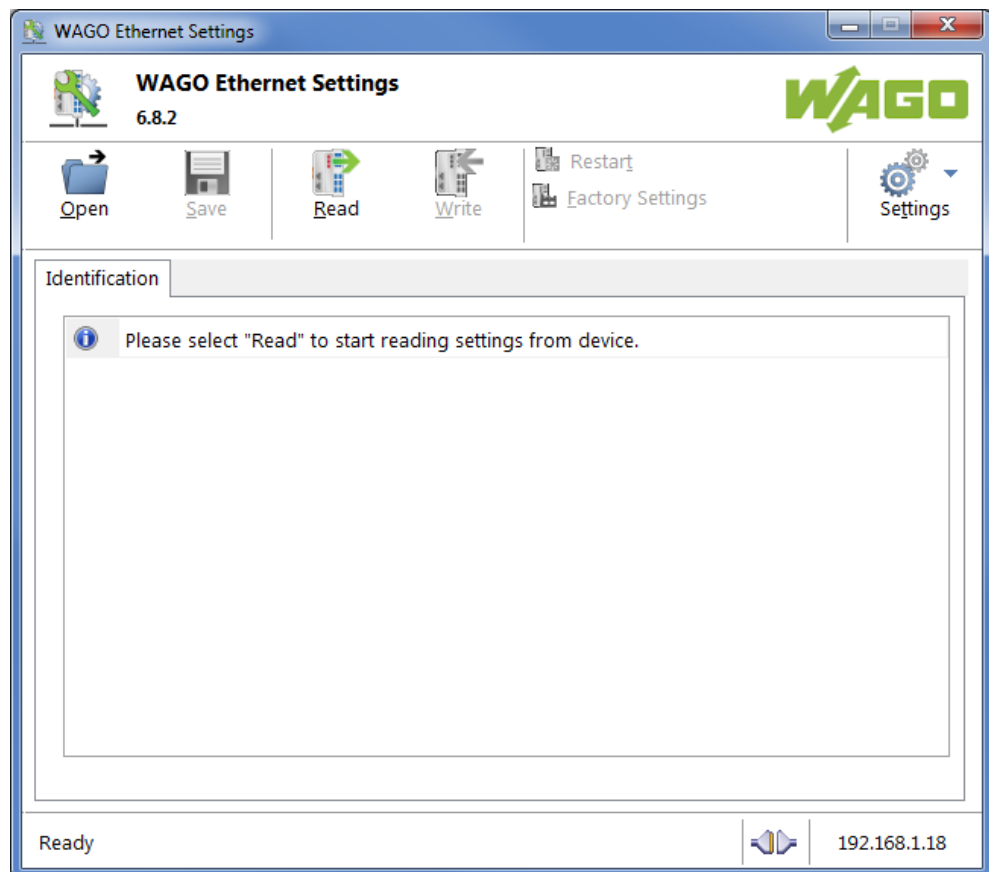 WAGO Ethernet Settings
WAGO Ethernet Settings
6.8.2
WAGO
Open
Save
Read
Write
Restart
Factory Settings
Settings
Identification
Please select "Read" to start reading settings from device.
Ready
192.168.1.18